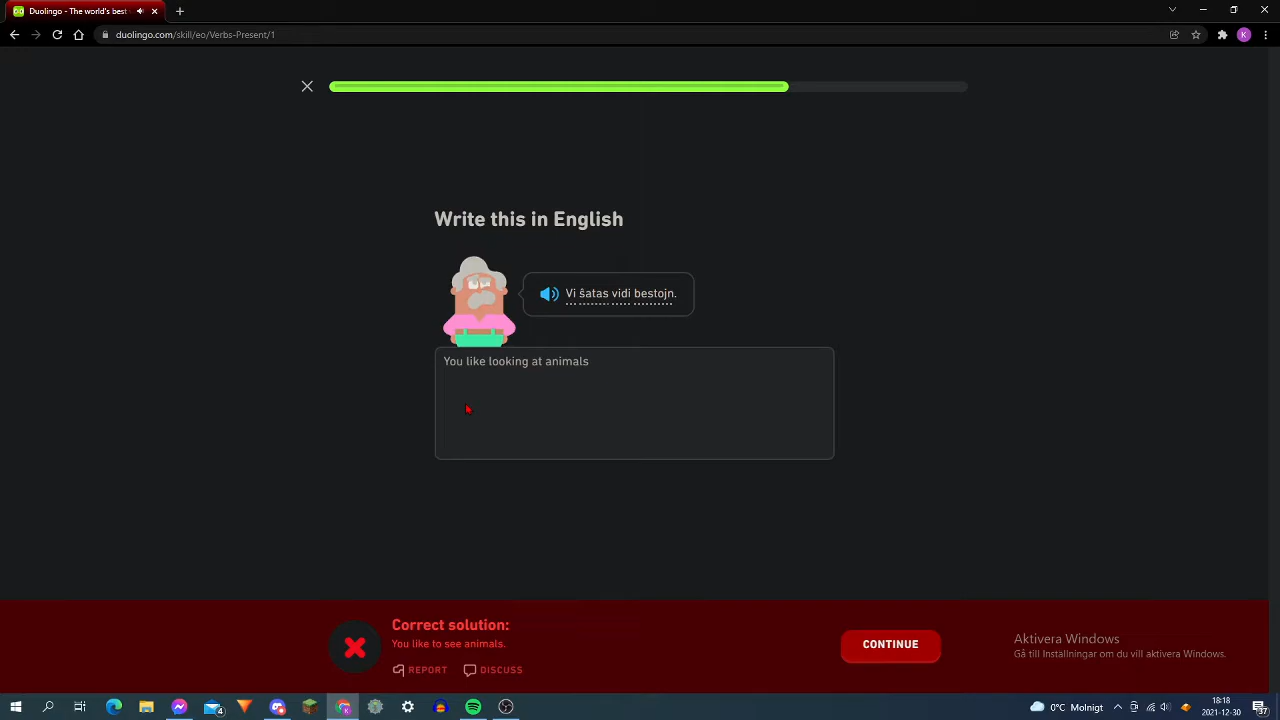 Duolingo - The world's best
duolingo.com/skill/eo/Verbs-Present/1
K
Write this in English
Vi ŝatas vidi bestojn.
You like looking at animals
Correct solution:
You like to see animals.
REPORT
DISCUSS
CONTINUE
Aktivera Windows
Gå till Inställningar om du vill aktivera Windows.
4
0°C Molnigt
18:18
2021-12-30